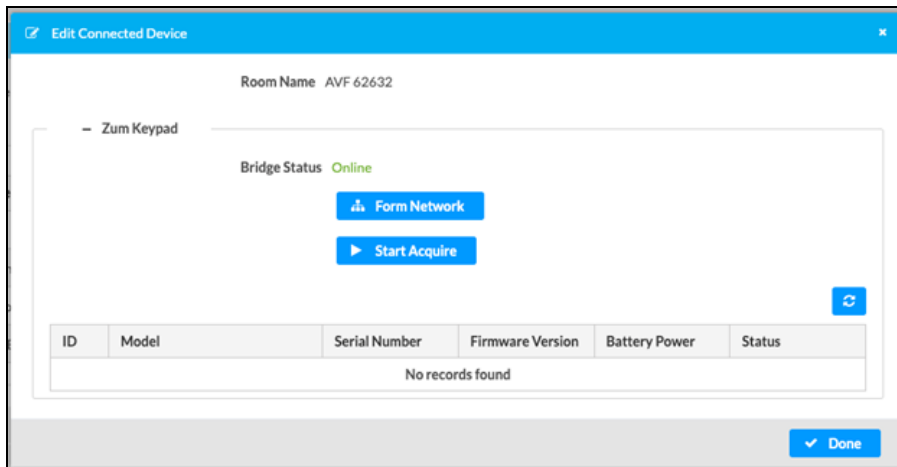 Edit Connected Device
Room Name AVF 62632
Zum Keypad
Bridge Status Online
Form Network
Start Acquire
ID Model Serial Number Firmware Version Battery Power Status
No records found
Done